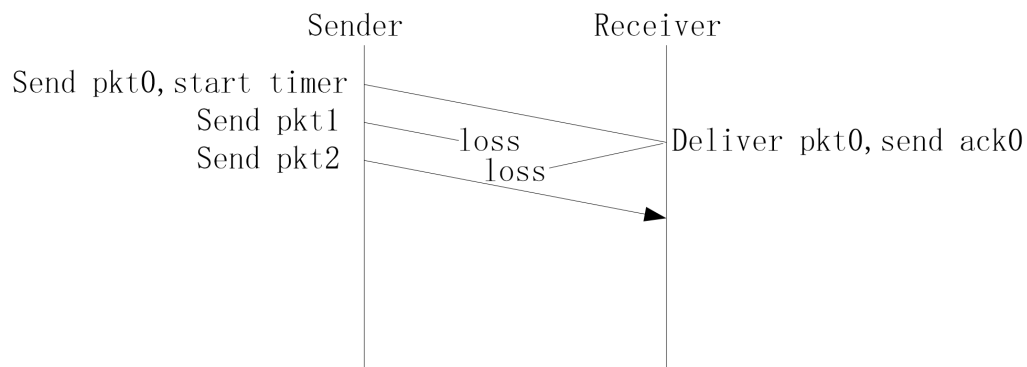 Sender
Receiver
Send pkt0,start timer
Send pkt1
loss
Deliver pkt0,send ack0
Send pkt2
loss